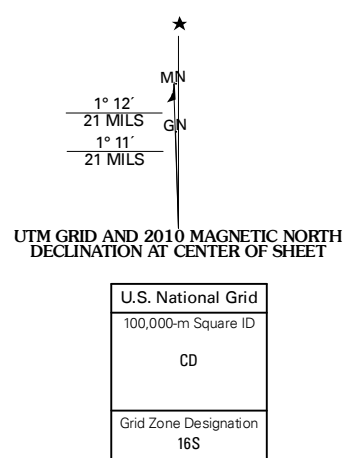 MN
1° 12´
21 MILS
GN
1° 11´
21 MILS
UTM GRID AND 2010 MAGNETIC NORTH
DECLINATION AT CENTER OF SHEET
U.S. National Grid
100,000-m Square ID
CD
Grid Zone Designation
16S